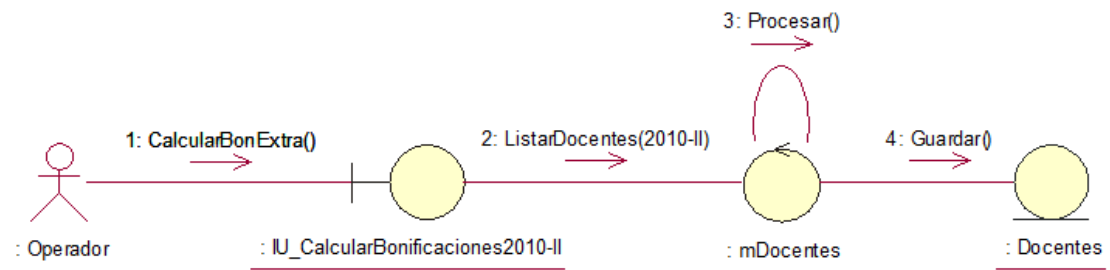 3: Procesar()
1: CalcularBonExtra()
2: ListarDocentes(2010-II)
4: Guardar()
: Operador
: IU_CalcularBonificaciones2010-II
: mDocentes
: Docentes